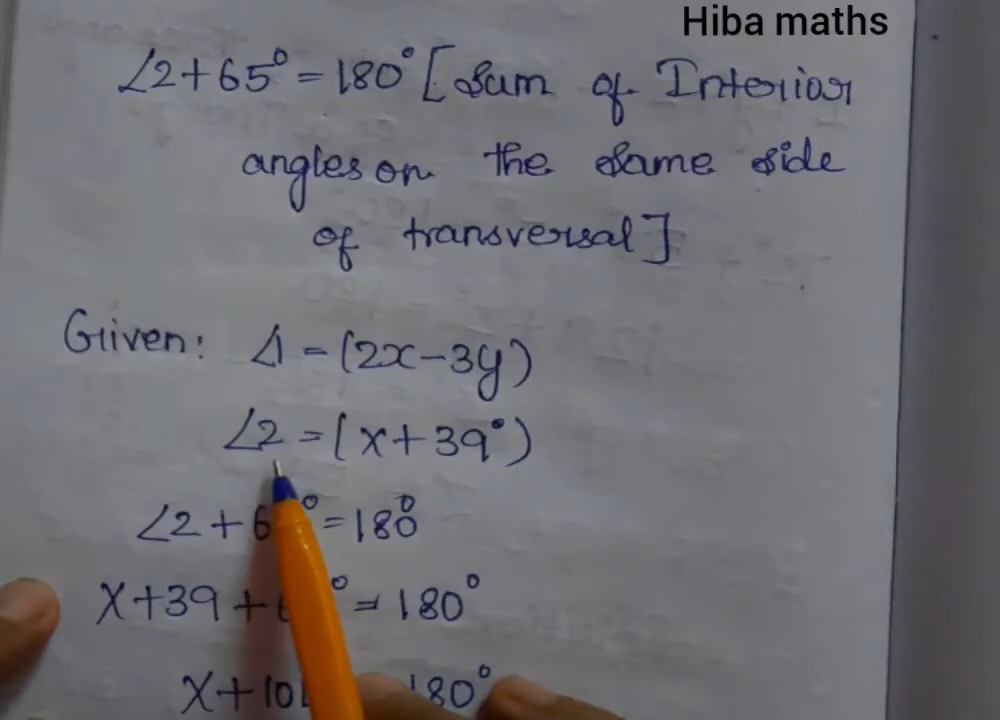 Hiba maths
∠2+65°=180° [Sum of Interior
angles on the same side
of transversal]
Given: ∠1 = (2x-3y)
∠2 = (x+39°)
∠2+6 ° = 180°
x+39+6 ° = 180°
x+10 180°